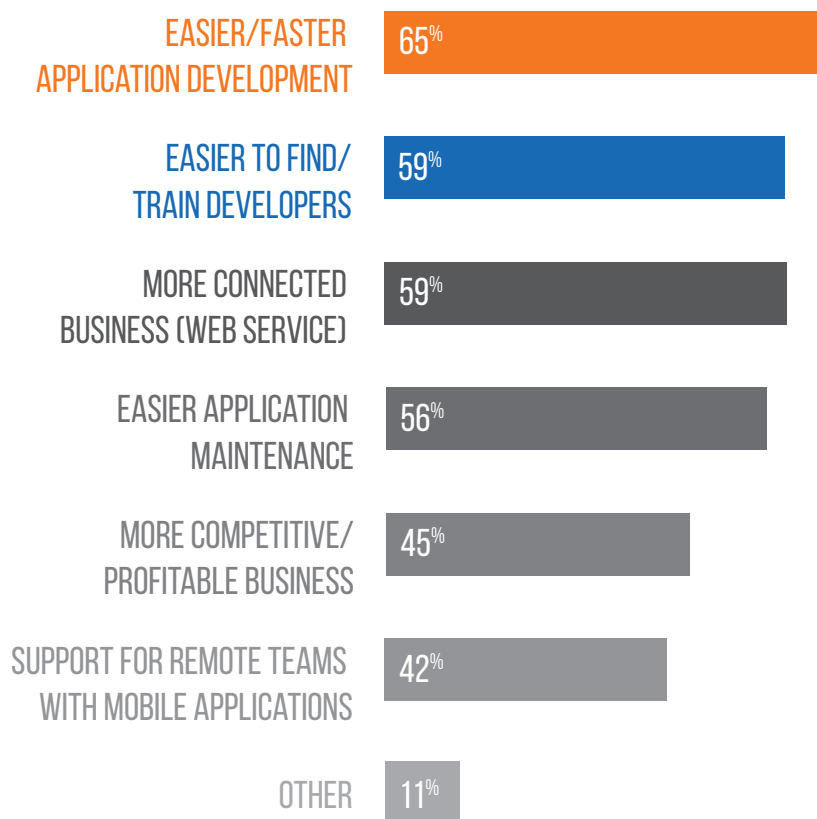 EASIER/FASTER
APPLICATION DEVELOPMENT
65%
EASIER TO FIND/
TRAIN DEVELOPERS
59%
MORE CONNECTED
BUSINESS (WEB SERVICE)
59%
EASIER APPLICATION
MAINTENANCE
56%
MORE COMPETITIVE/
PROFITABLE BUSINESS
45%
SUPPORT FOR REMOTE TEAMS
WITH MOBILE APPLICATIONS
42%
OTHER
11%